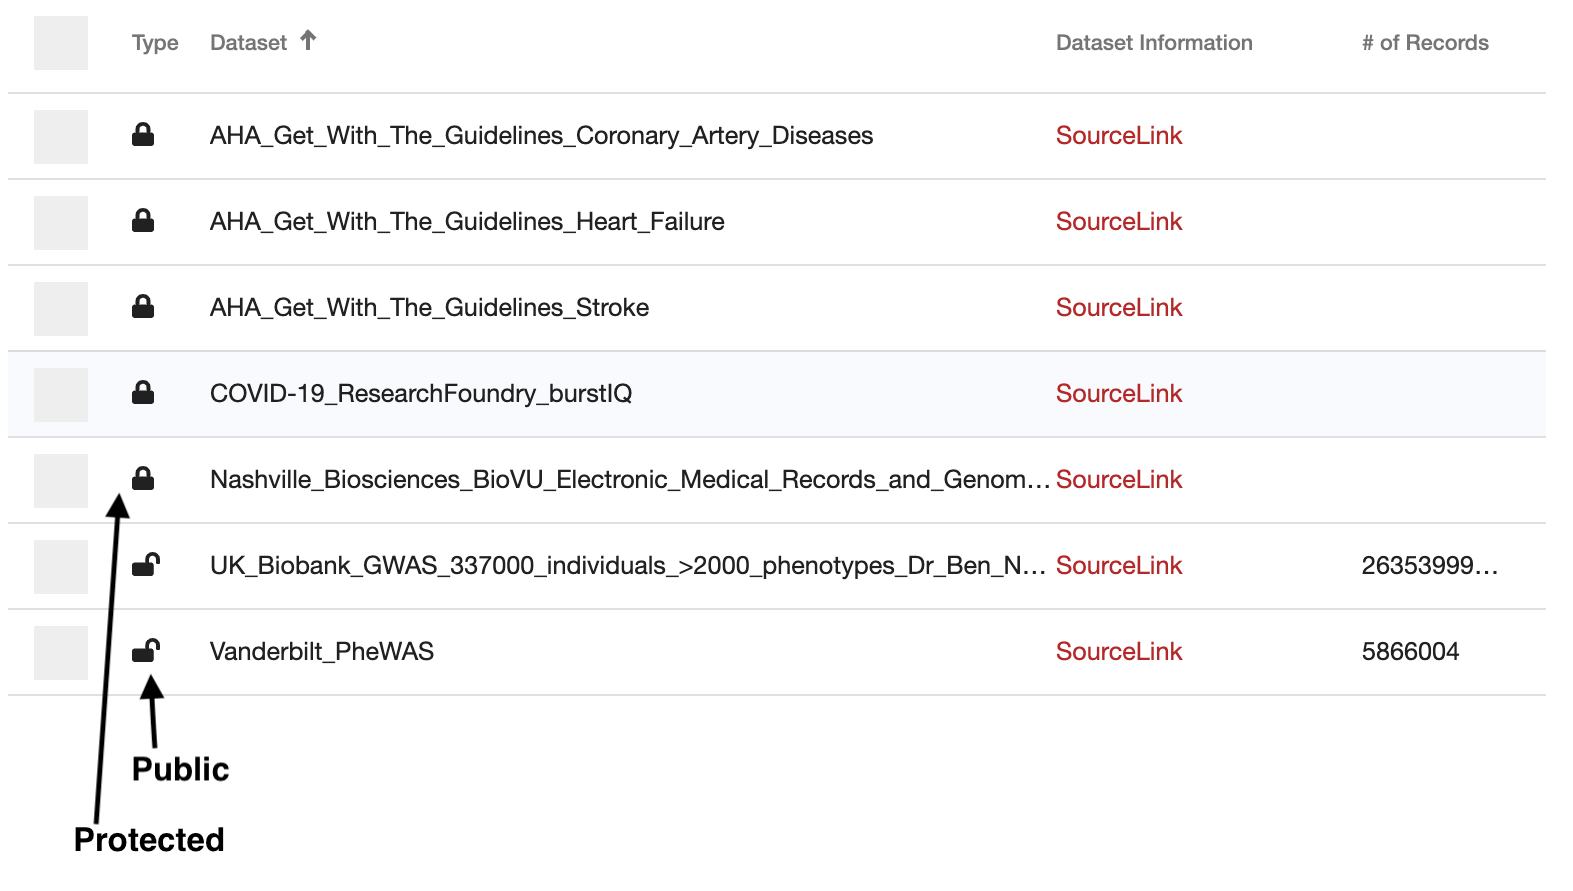 Type Dataset ↑ Dataset Information # of Records
AHA_Get_With_The_Guidelines_Coronary_Artery_Diseases SourceLink
AHA_Get_With_The_Guidelines_Heart_Failure SourceLink
AHA_Get_With_The_Guidelines_Stroke SourceLink
COVID-19_ResearchFoundry_burstIQ SourceLink
Nashville_Biosciences_BioVU_Electronic_Medical_Records_and_Genom... SourceLink
UK_Biobank_GWAS_337000_individuals_>2000_phenotypes_Dr_Ben_N... SourceLink 26353999...
Vanderbilt_PheWAS SourceLink 5866004
Public
Protected